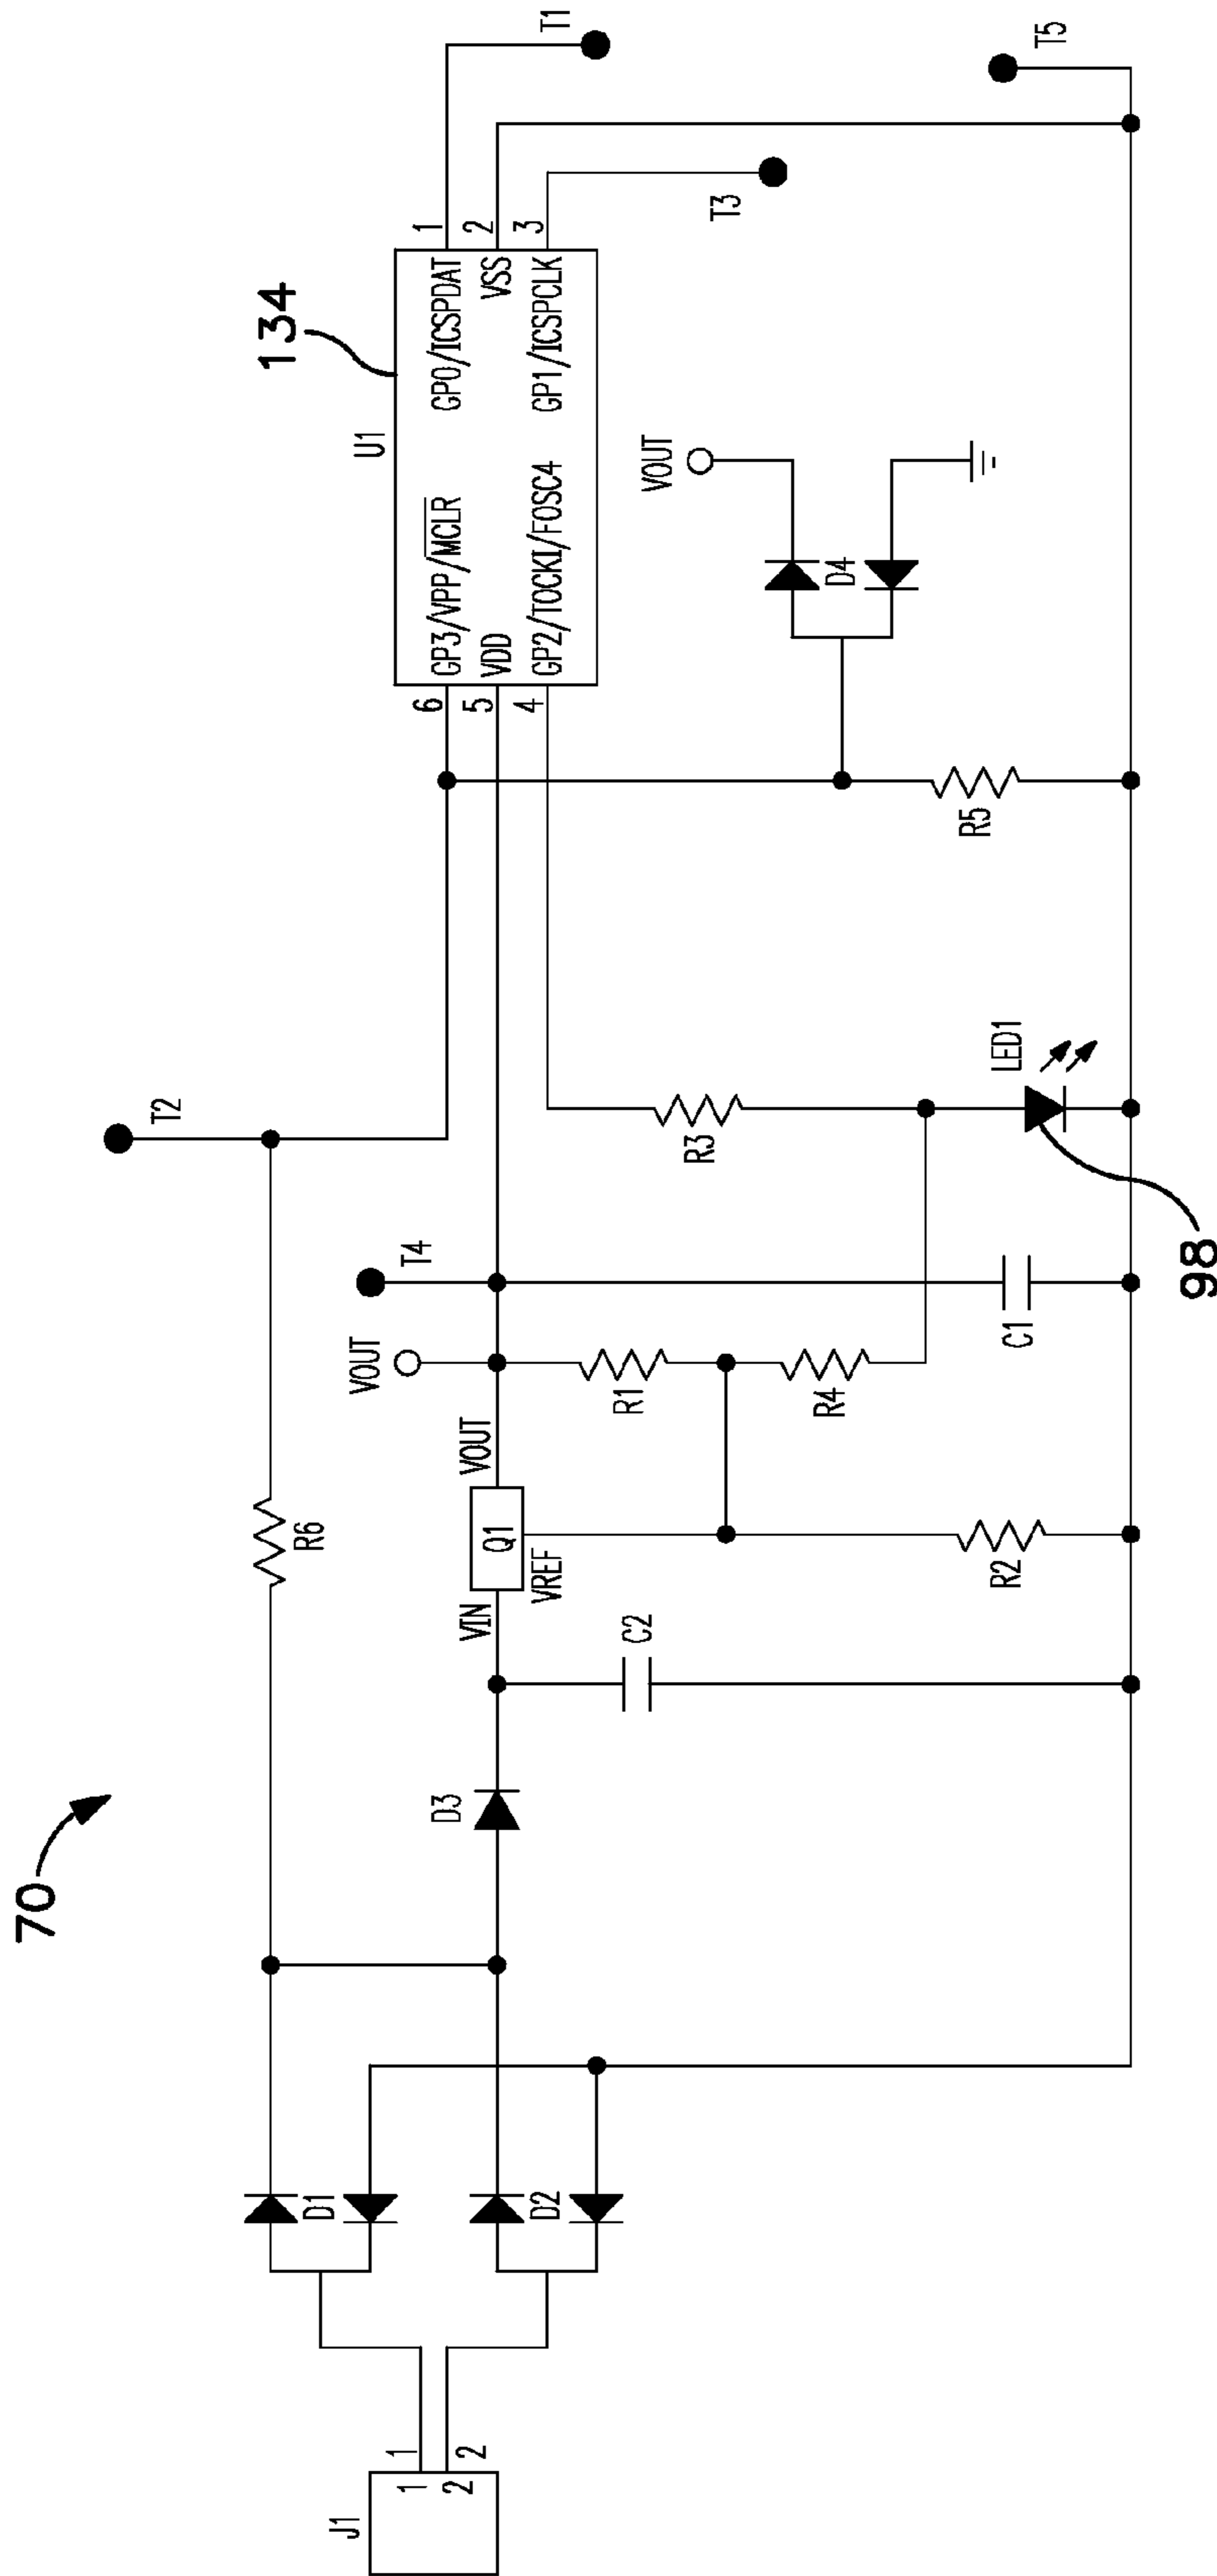 70
J1
1
1
2
2
D1
D2
D3
R6
C2
VIN
Q1
VREF
VOUT
VOUT
T4
T2
R1
R4
R2
C1
R3
LED1
98
R5
U1
134
6
GP3/VPP/MCLR
GP0/ICSPDAT
1
5
VDD
VSS
2
4
GP2/TOCKI/FOSC4
GP1/ICSPCLK
3
VOUT
D4
T1
T3
T5